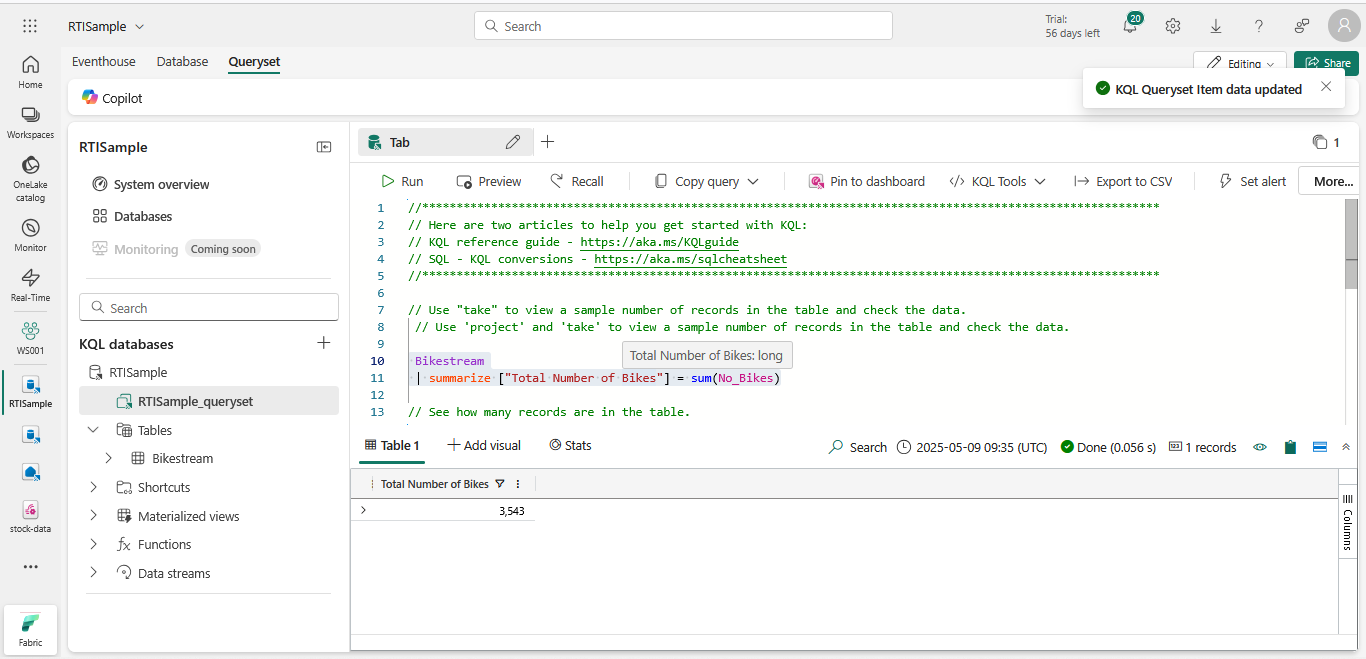 RTISample
Search
Trial:
56 days left
20
Home
Workspaces
OneLake
catalog
Monitor
Real-Time
WS001
RTISample
stock-data
Fabric
Eventhouse Database Queryset
Editing
Share
Copilot
KQL Queryset Item data updated
RTISample
System overview
Databases
Monitoring Coming soon
Search
KQL databases
RTISample
RTISample_queryset
Tables
Bikestream
Shortcuts
Materialized views
Functions
Data streams
Tab
1
Run Preview Recall Copy query Pin to dashboard KQL Tools Export to CSV Set alert More...
1 //***********************************************************************************************************
2 // Here are two articles to help you get started with KQL:
3 // KQL reference guide - https://aka.ms/KQLguide
4 // SQL - KQL conversions - https://aka.ms/sqlcheatsheet
5 //***********************************************************************************************************
6
7 // Use "take" to view a sample number of records in the table and check the data.
8 // Use 'project' and 'take' to view a sample number of records in the table and check the data.
9
Total Number of Bikes: long
10 Bikestream
11 | summarize ["Total Number of Bikes"] = sum(No_Bikes)
12
13 // See how many records are in the table.
Table 1 Add visual Stats Search 2025-05-09 09:35 (UTC) Done (0.056 s) 1 records
Total Number of Bikes
3,543
Columns